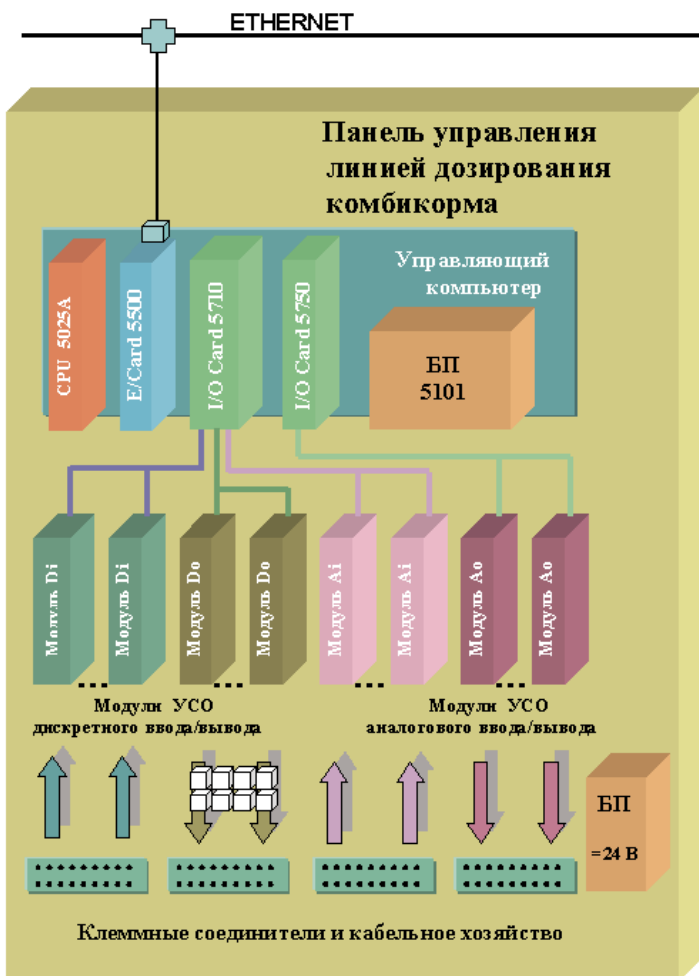 ETHERNET
Панель управления
линией дозирования
комбикорма
Управляющий
компьютер
CPU 5025A
E/Card 5500
I/O Card 5710
I/O Card 5750
БП
5101
Модуль Di
Модуль Di
Модуль Do
Модуль Do
Модуль Ai
Модуль Ai
Модуль Ao
Модуль Ao
Модули УСО
дискретного ввода/вывода
Модули УСО
аналогового ввода/вывода
БП
=24 В
Клеммные соединители и кабельное хозяйство